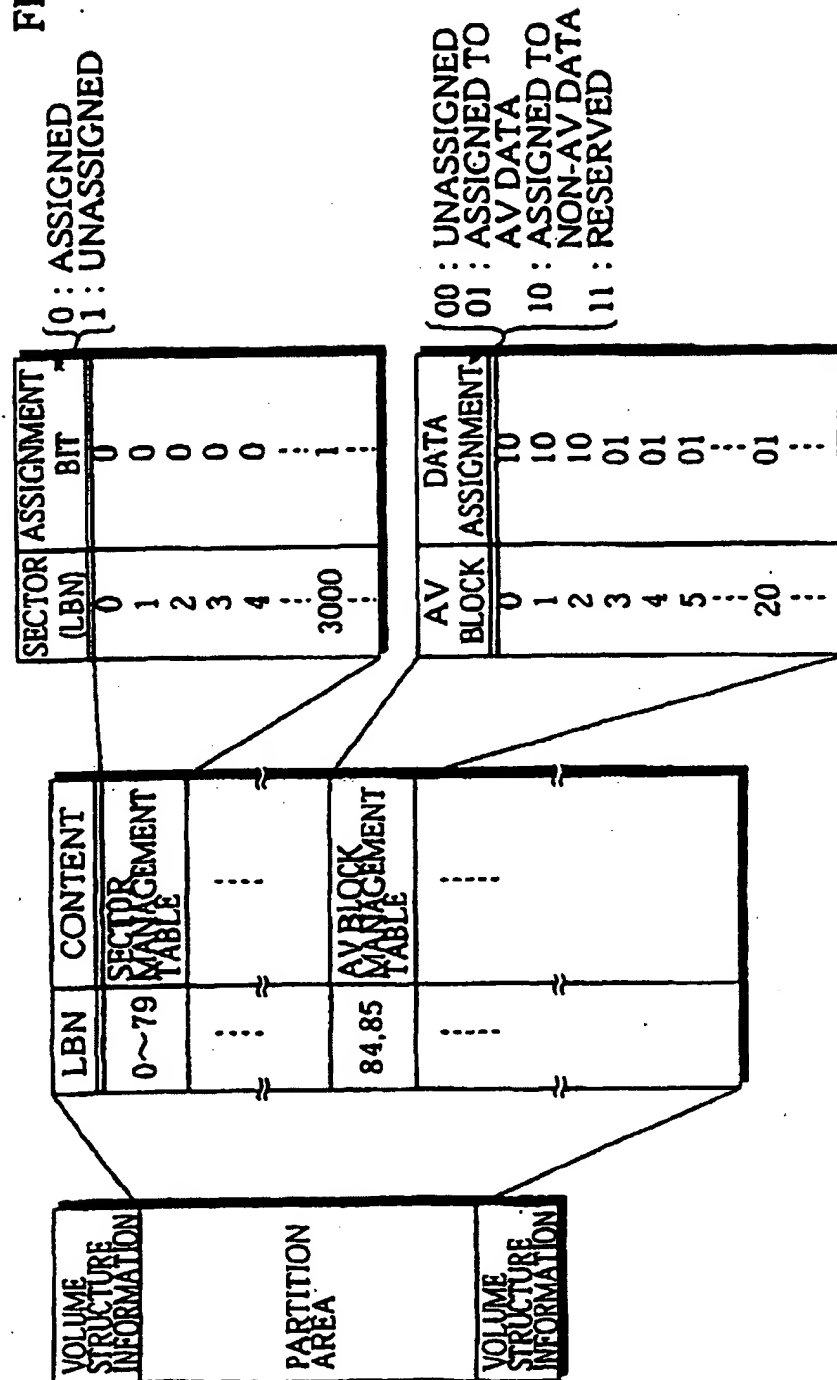 FI
VOLUME
STRUCTURE
INFORMATION
PARTITION
AREA
VOLUME
STRUCTURE
INFORMATION
LBN CONTENT
0~79 SECTOR
MANAGEMENT
TABLE
84,85 AV BLOCK
MANAGEMENT
TABLE
SECTOR (LBN) ASSIGNMENT BIT
0 0
1 0
2 0
3 0
4 0
3000 1
0 : ASSIGNED
1 : UNASSIGNED
AV BLOCK DATA ASSIGNMENT
0 10
1 10
2 10
3 01
4 01
5 01
20 01
00 : UNASSIGNED
01 : ASSIGNED TO
AV DATA
10 : ASSIGNED TO
NON-AV DATA
11 : RESERVED